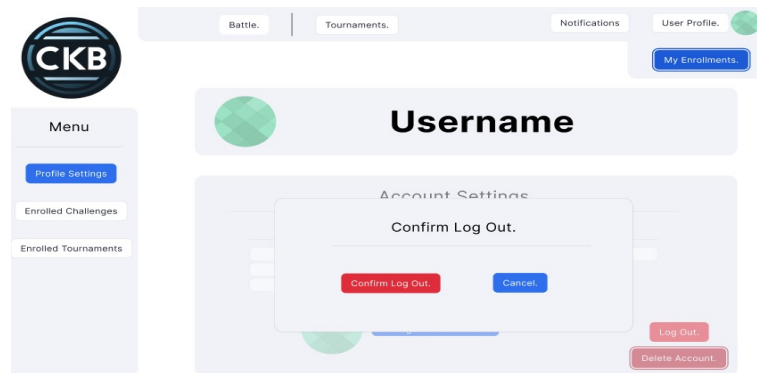 Battle.
Tournaments.
Notifications
User Profile.
My Enrollments.
CKB
Menu
Profile Settings
Enrolled Challenges
Enrolled Tournaments
Username
Account Settings
Confirm Log Out.
Confirm Log Out.
Cancel.
Log Out.
Delete Account.